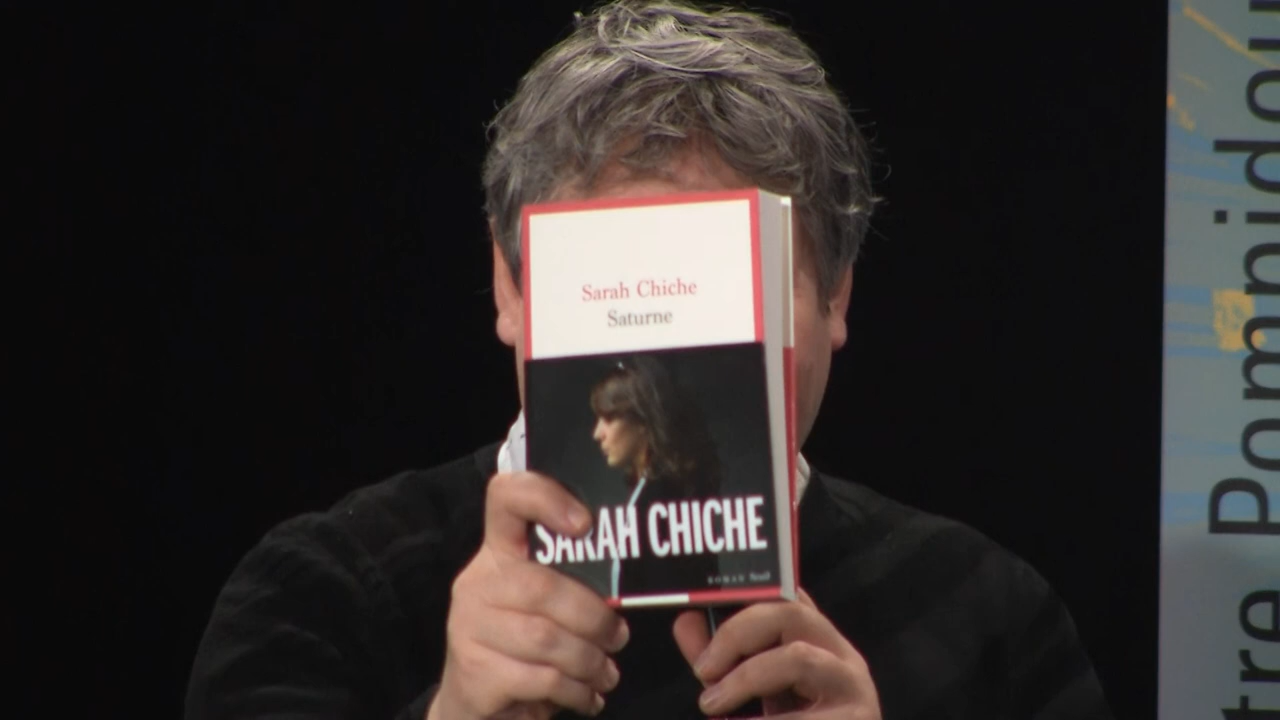 Sarah Chiche
Saturne
SARAH CHICHE
ROMAN Seuil
tre Pompidou